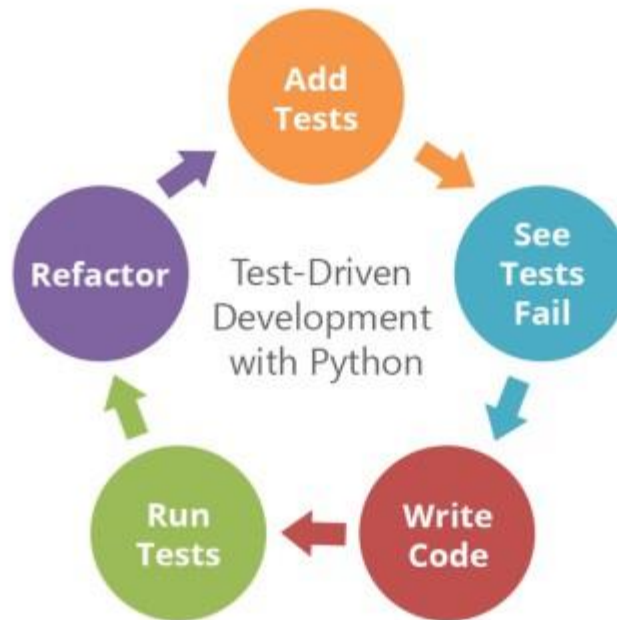 Add
Tests
See
Tests
Fail
Write
Code
Run
Tests
Refactor
Test-Driven
Development
with Python